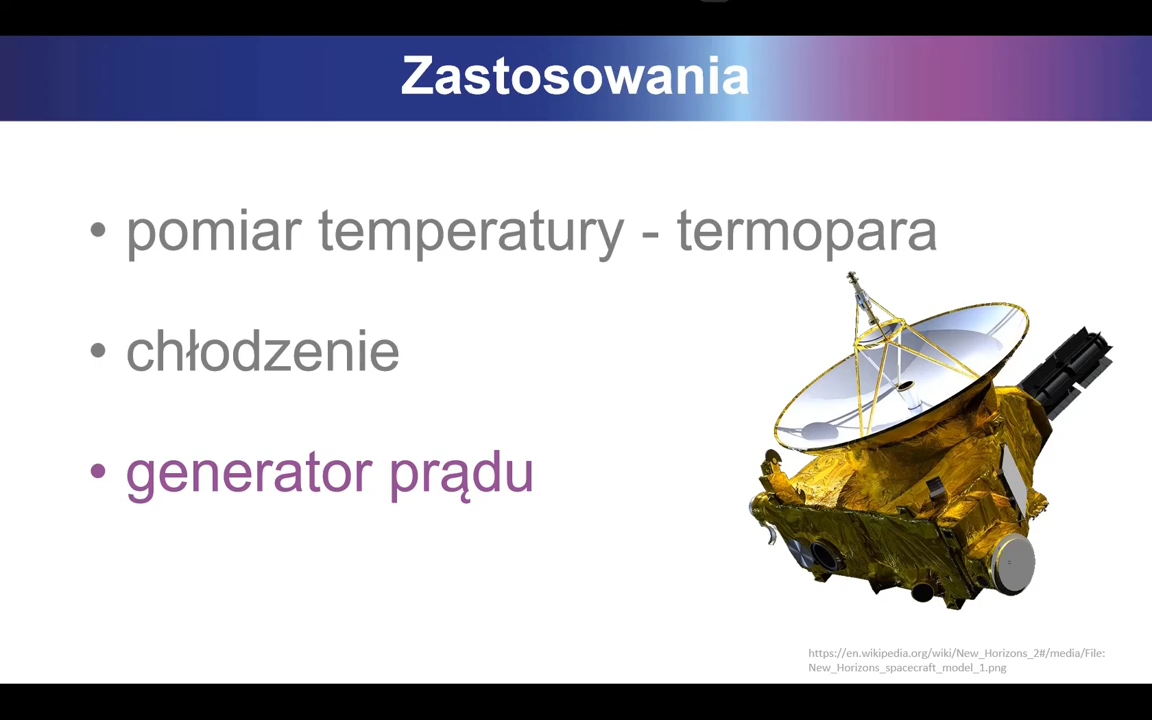 Zastosowania
• pomiar temperatury - termopara
• chłodzenie
• generator prądu
https://en.wikipedia.org/wiki/New_Horizons_2#/media/File:
New_Horizons_spacecraft_model_1.png